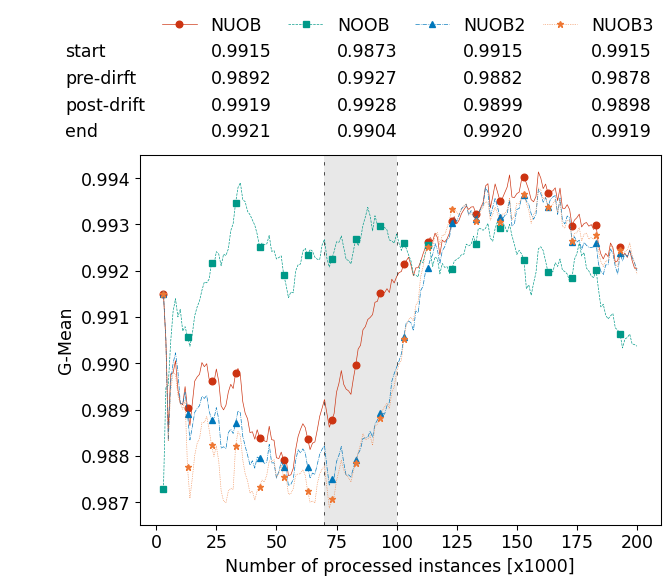 NUOB NOOB NUOB2 NUOB3
start 0.9915 0.9873 0.9915 0.9915
pre-dirft 0.9892 0.9927 0.9882 0.9878
post-drift 0.9919 0.9928 0.9899 0.9898
end 0.9921 0.9904 0.9920 0.9919
0.994
0.993
0.992
0.991
0.990
0.989
0.988
0.987
G-Mean
0 25 50 75 100 125 150 175 200
Number of processed instances [x1000]